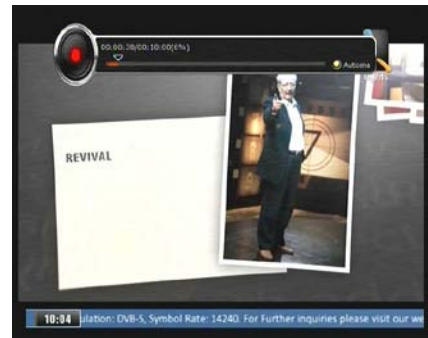 00:00:38/00:10:00(6%)
Automa
REVIVAL
10:04 ulation: DVB-S, Symbol Rate: 14240. For Further inquiries please visit our we